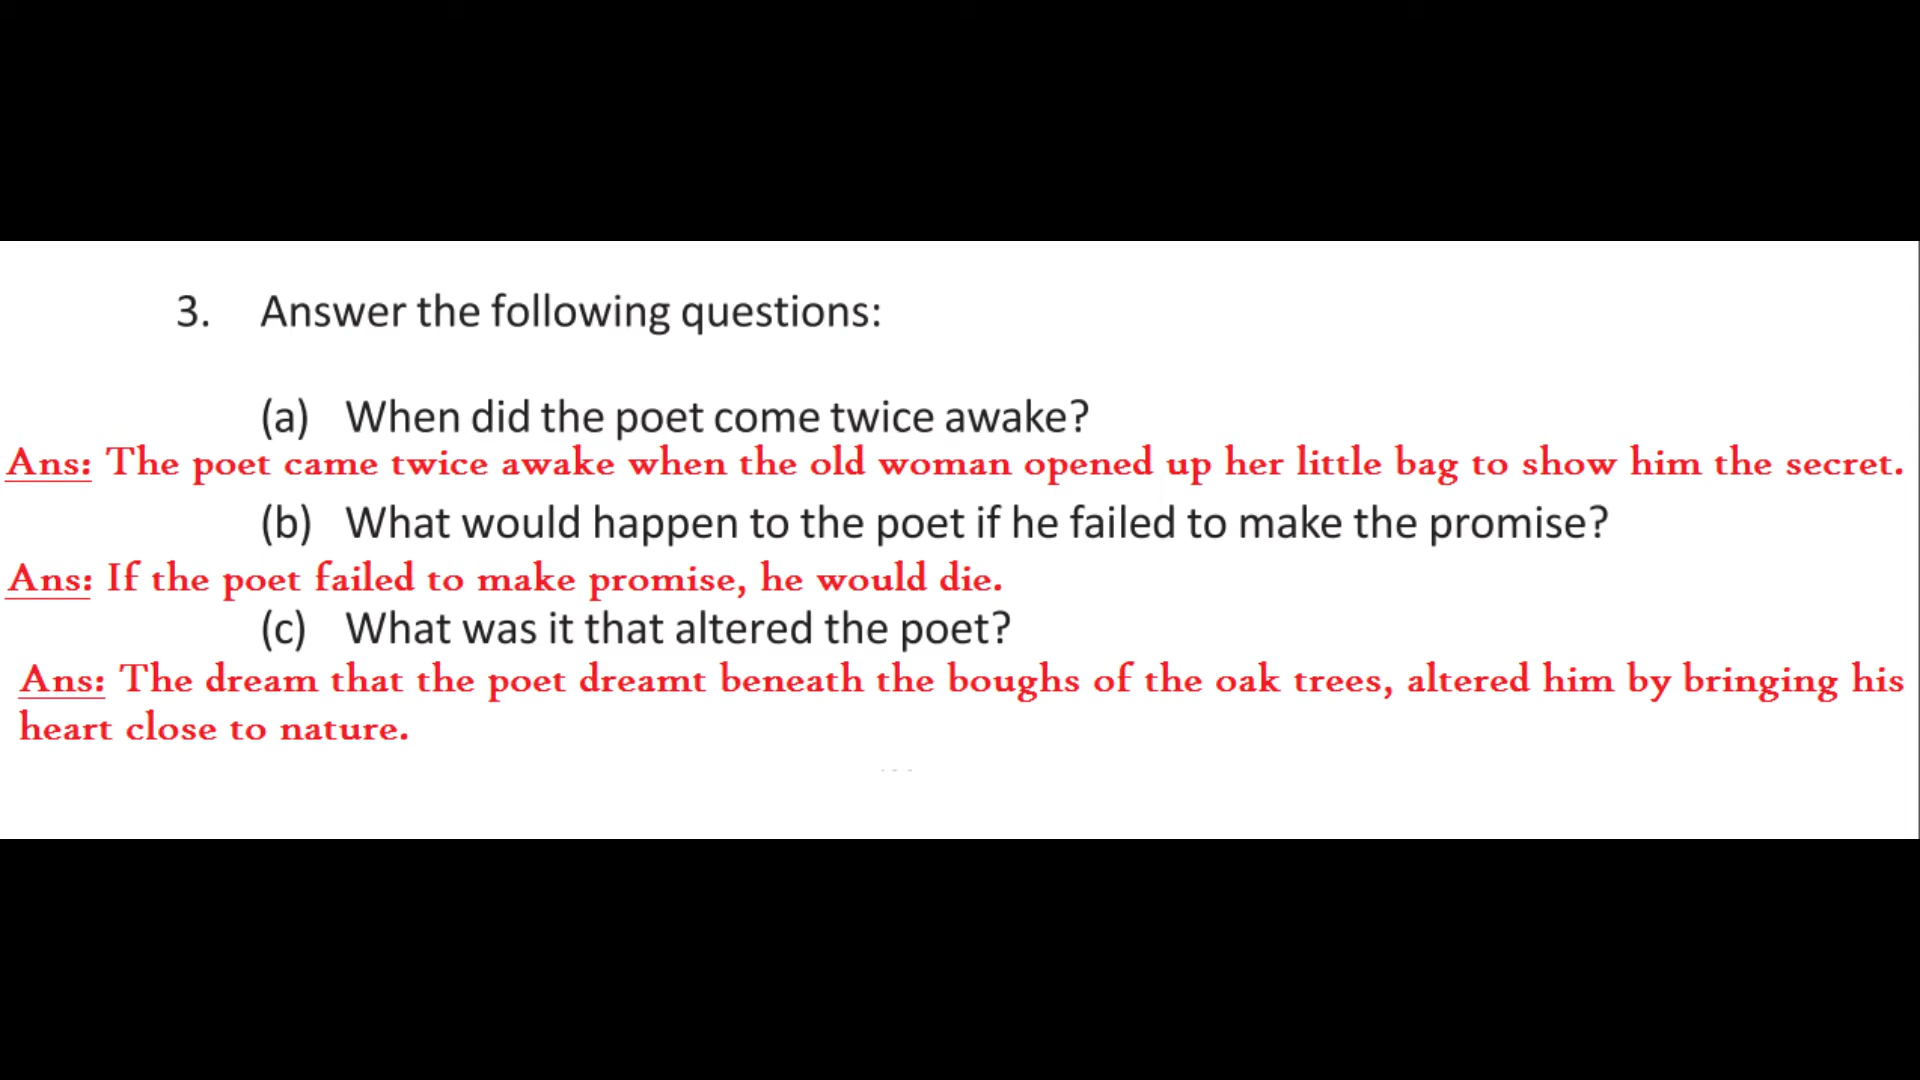 3. Answer the following questions:
(a) When did the poet come twice awake?
Ans: The poet came twice awake when the old woman opened up her little bag to show him the secret.
(b) What would happen to the poet if he failed to make the promise?
Ans: If the poet failed to make promise, he would die.
(c) What was it that altered the poet?
Ans: The dream that the poet dreamt beneath the boughs of the oak trees, altered him by bringing his
heart close to nature.